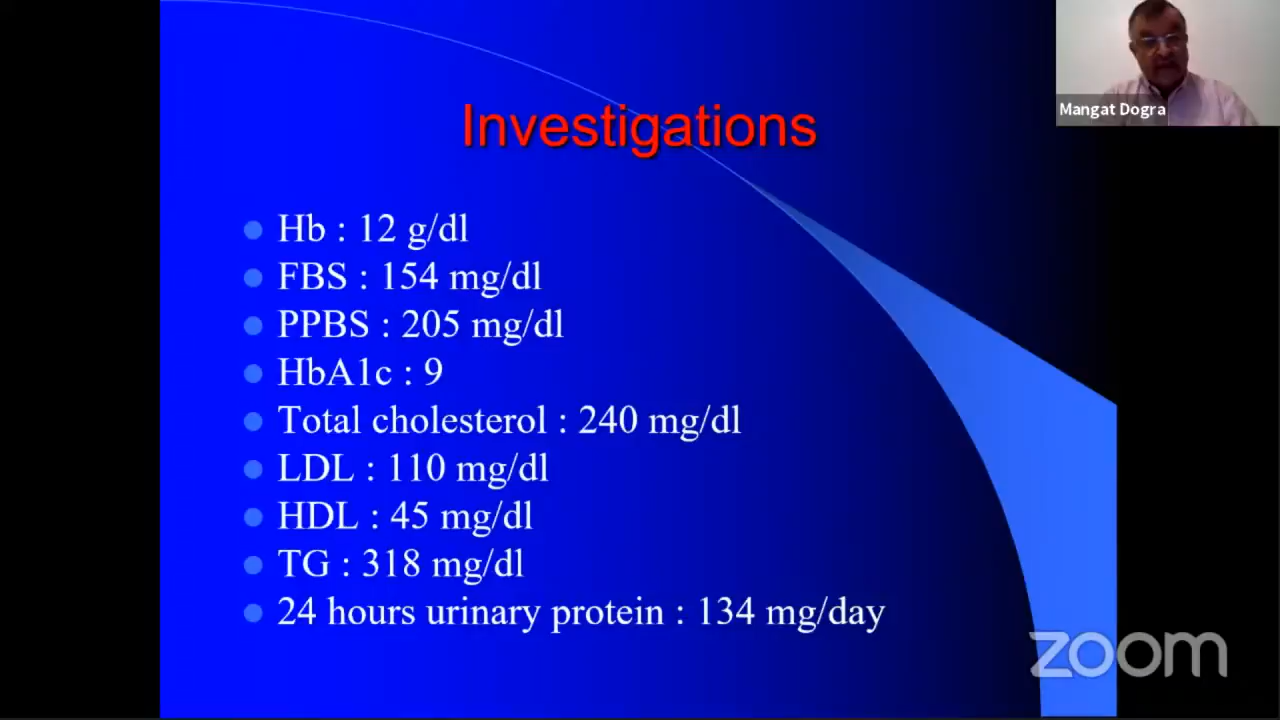 Investigations
Hb : 12 g/dl
FBS : 154 mg/dl
PPBS : 205 mg/dl
HbA1c : 9
Total cholesterol : 240 mg/dl
LDL : 110 mg/dl
HDL : 45 mg/dl
TG : 318 mg/dl
24 hours urinary protein : 134 mg/day
Mangat Dogra
zoom